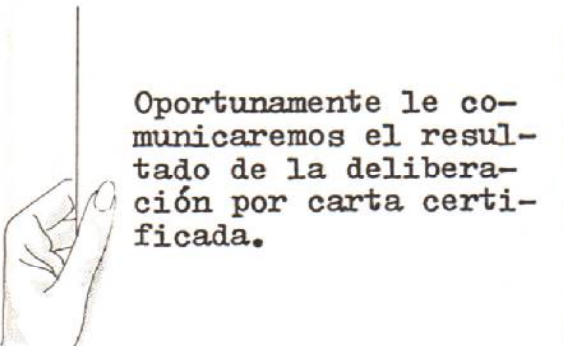 Oportunamente le co-
municaremos el resul-
tado de la delibera-
ción por carta certi-
ficada.